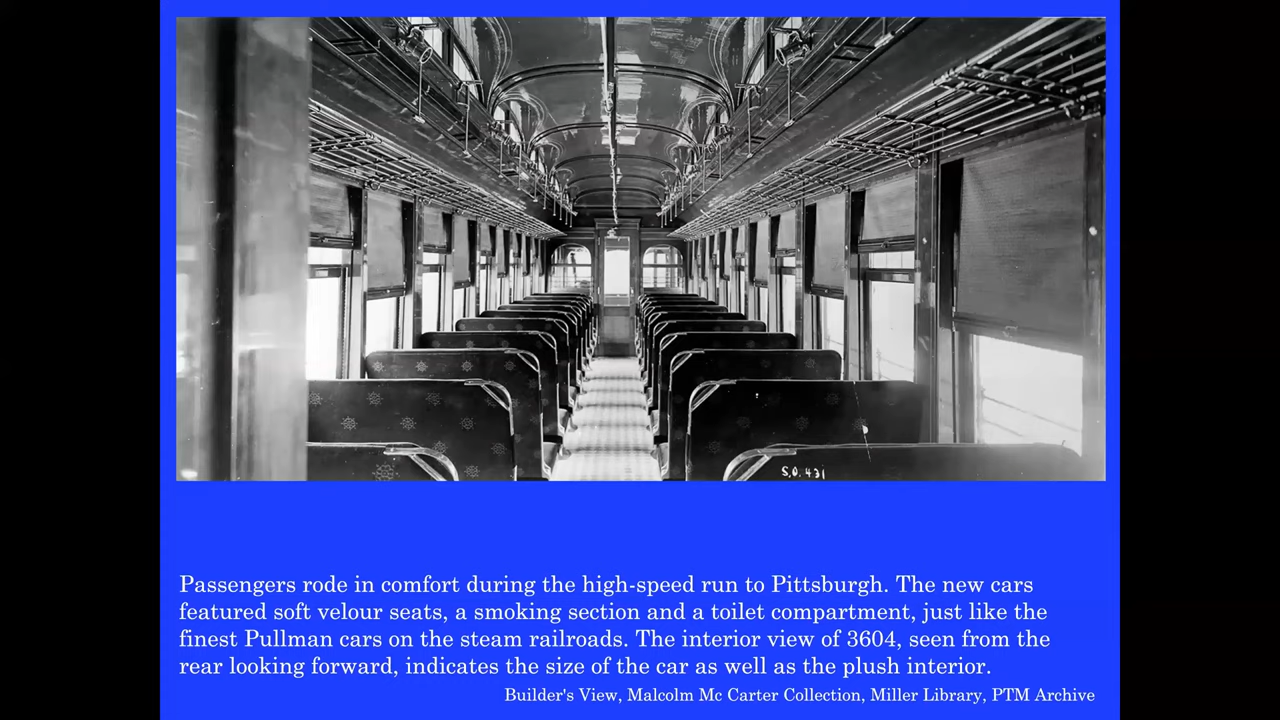 S.O. 431
Passengers rode in comfort during the high-speed run to Pittsburgh. The new cars
featured soft velour seats, a smoking section and a toilet compartment, just like the
finest Pullman cars on the steam railroads. The interior view of 3604, seen from the
rear looking forward, indicates the size of the car as well as the plush interior.
Builder's View, Malcolm Mc Carter Collection, Miller Library, PTM Archive